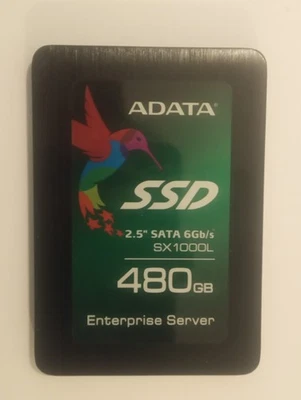 ADATA
SSD
2.5" SATA 6Gb/s
SX1000L
480GB
Enterprise Server